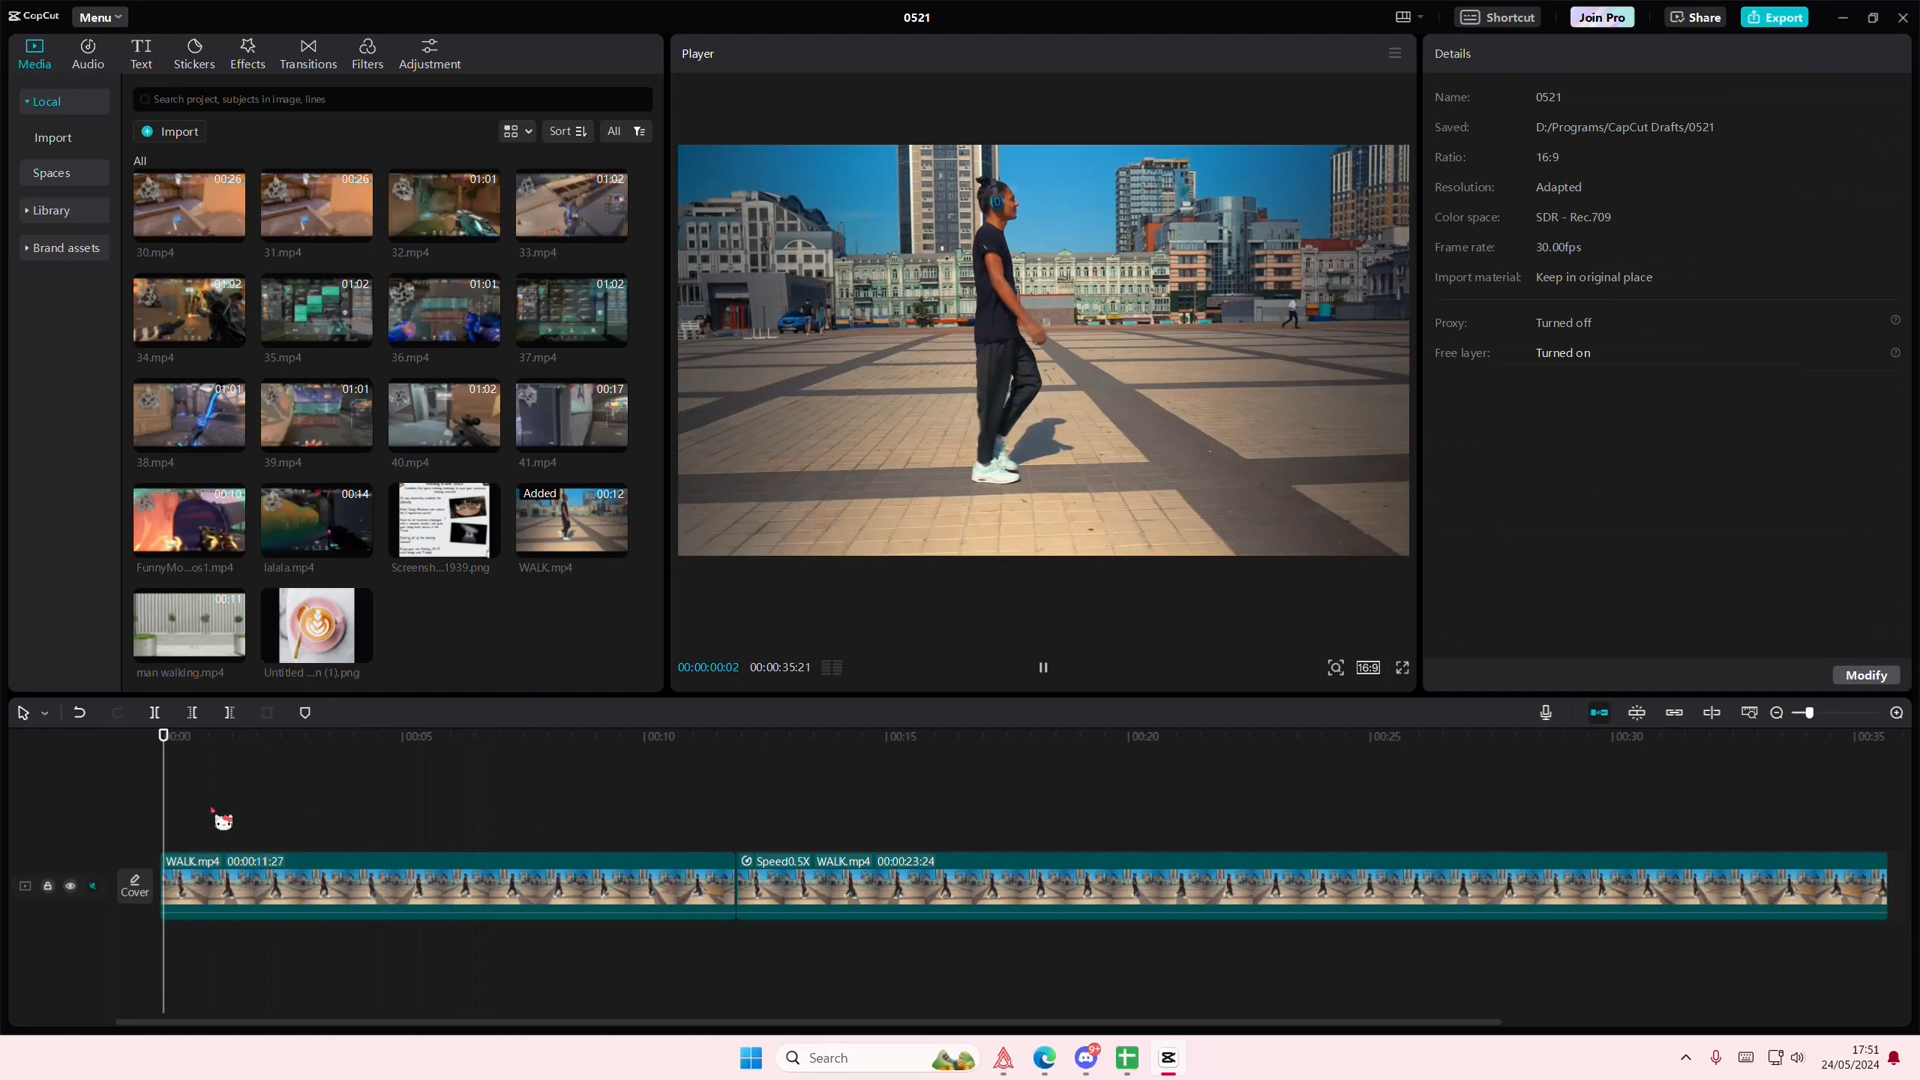 CapCut Menu 0521 Shortcut Join Pro Share Export
Media Audio Text Stickers Effects Transitions Filters Adjustment
Local
Import
Spaces
Library
Brand assets
Search project, subjects in image, lines
Import Sort All
All
00:26 00:26 01:01 01:02
30.mp4 31.mp4 32.mp4 33.mp4
01:02 01:02 01:01 01:02
34.mp4 35.mp4 36.mp4 37.mp4
01:01 01:01 01:02 00:17
38.mp4 39.mp4 40.mp4 41.mp4
00:10 00:14 Added 00:12
FunnyMo...os1.mp4 lalala.mp4 Screensh...1939.png WALK.mp4
00:11
man walking.mp4 Untitled ...n (1).png
Player
00:00:00:02 00:00:35:21 16:9
Details
Name: 0521
Saved: D:/Programs/CapCut Drafts/0521
Ratio: 16:9
Resolution: Adapted
Color space: SDR - Rec.709
Frame rate: 30.00fps
Import material: Keep in original place
Proxy: Turned off
Free layer: Turned on
Modify
00:00 00:05 00:10 00:15 00:20 00:25 00:30 00:35
WALK.mp4 00:00:11:27 Speed0.5X WALK.mp4 00:00:23:24
Cover
Search 9+
17:51
24/05/2024